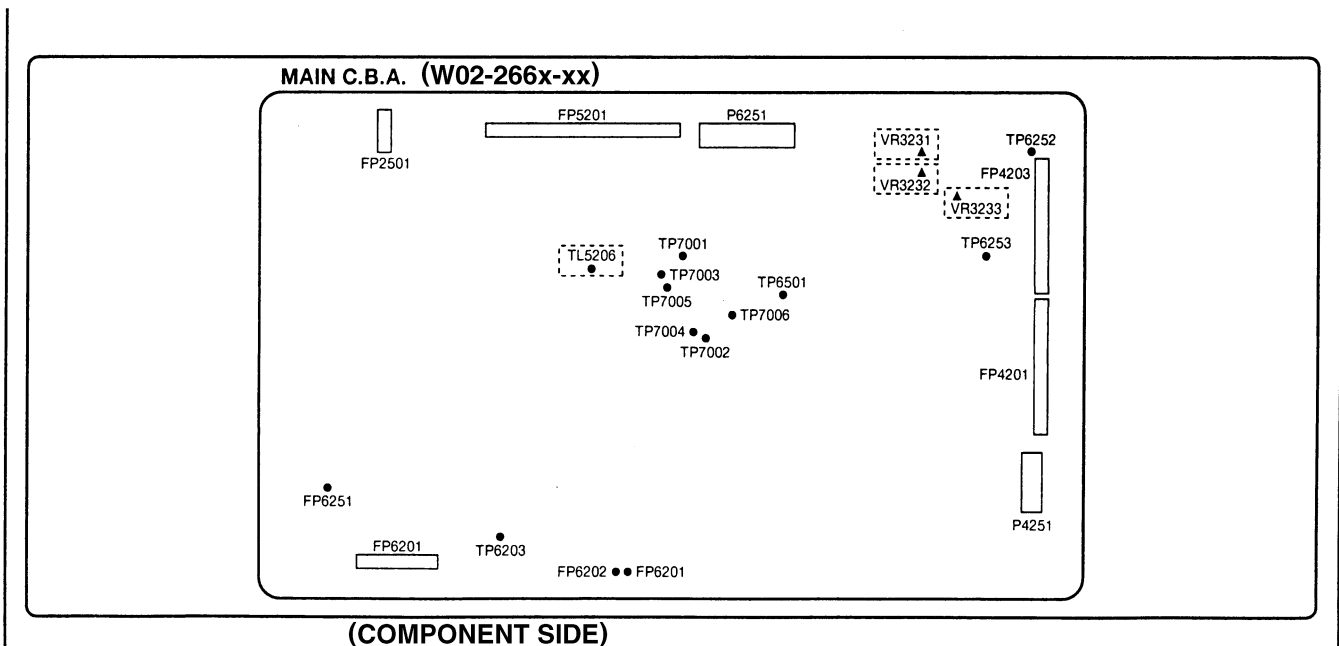 MAIN C.B.A. (W02-266x-xx)
FP5201
P6251
FP2501
VR3231
TP6252
FP4203
VR3232
VR3233
TL5206
TP7001
TP6253
TP7003
TP6501
TP7005
TP7006
TP7004
TP7002
FP4201
FP6251
P4251
FP6201
TP6203
FP6202
FP6201
(COMPONENT SIDE)